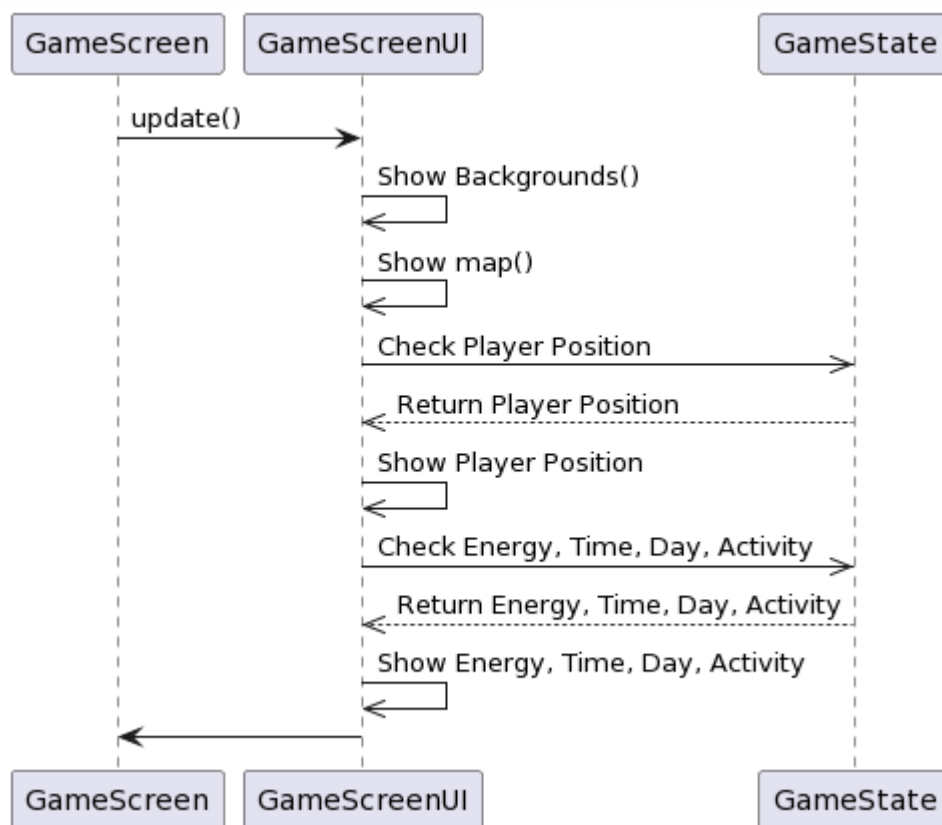 GameScreen GameScreenUI GameState
update()
Show Backgrounds()
Show map()
Check Player Position
Return Player Position
Show Player Position
Check Energy, Time, Day, Activity
Return Energy, Time, Day, Activity
Show Energy, Time, Day, Activity
GameScreen GameScreenUI GameState